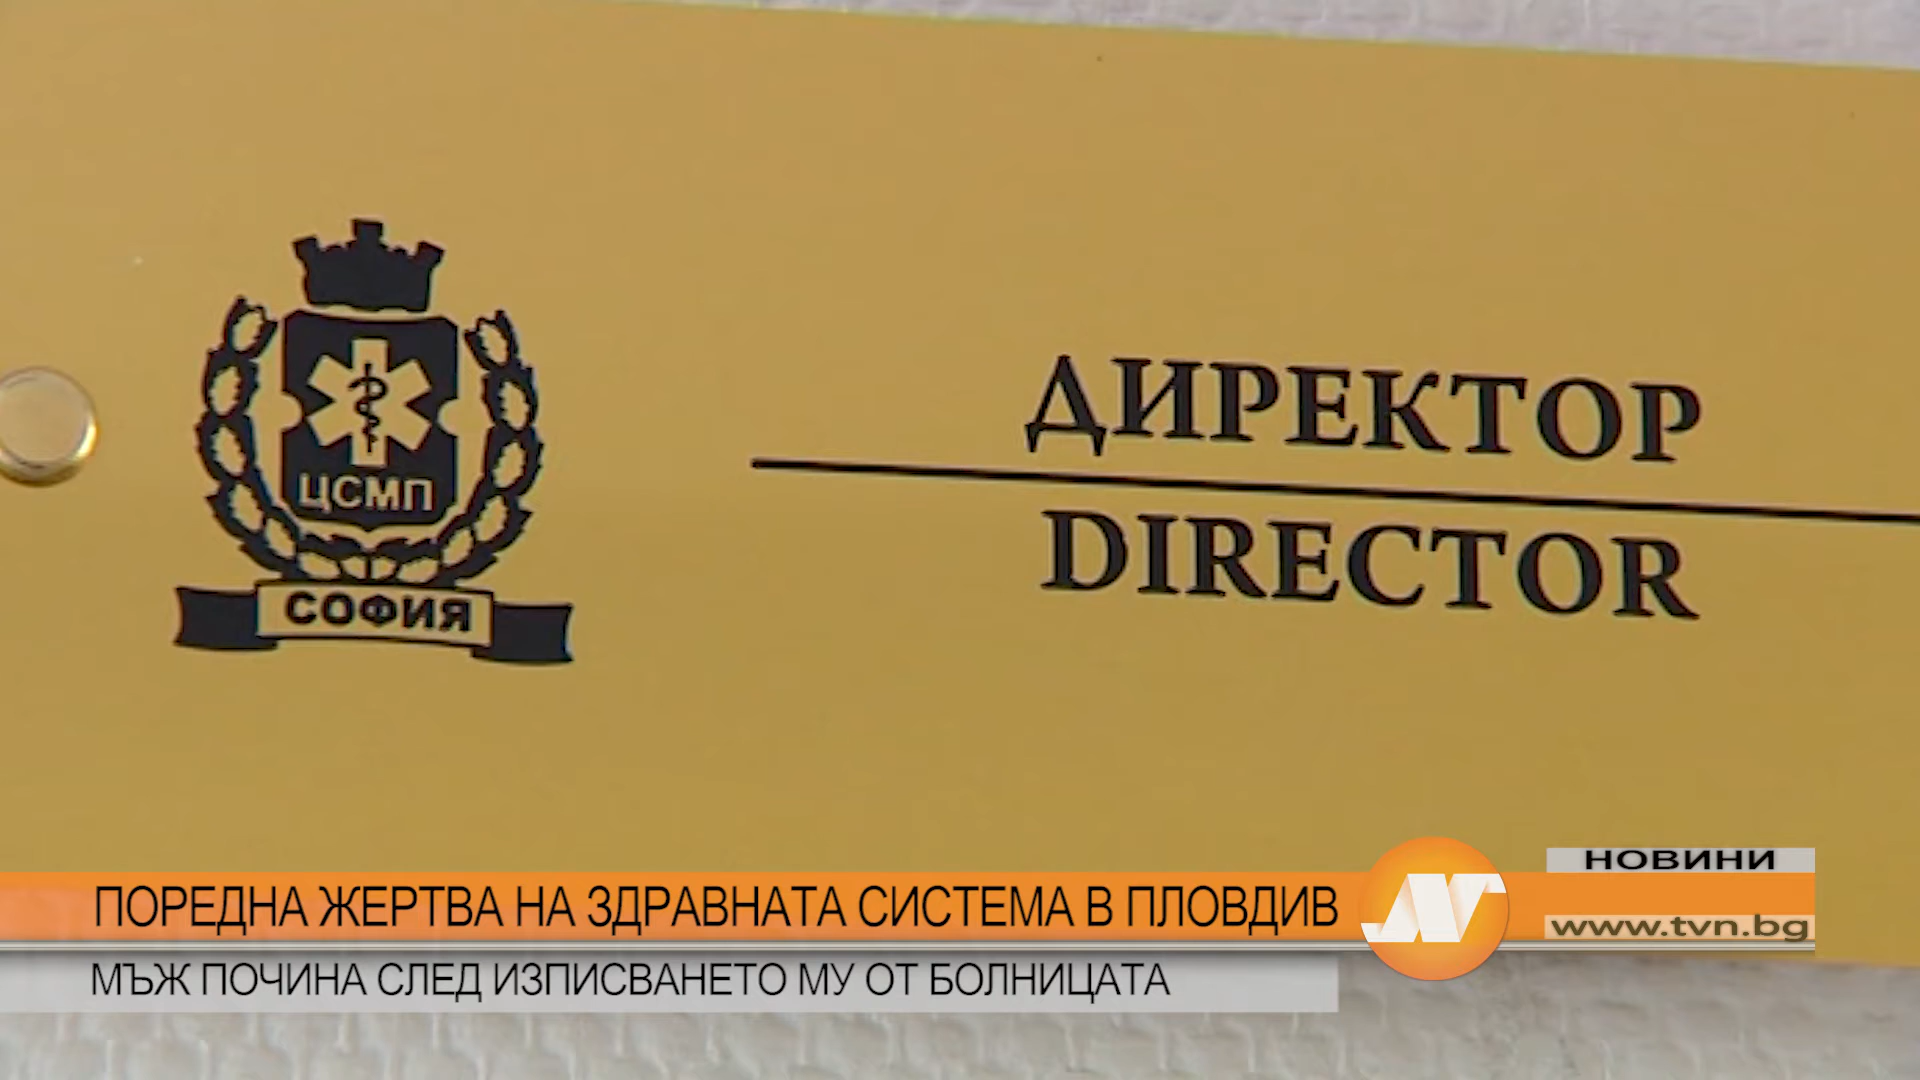 ЦСМП
СОФИЯ
ДИРЕКТОР
DIRECTOR
ПОРЕДНА ЖЕРТВА НА ЗДРАВНАТА СИСТЕМА В ПЛОВДИВ
МЪЖ ПОЧИНА СЛЕД ИЗПИСВАНЕТО МУ ОТ БОЛНИЦАТА
N
НОВИНИ
www.tvn.bg